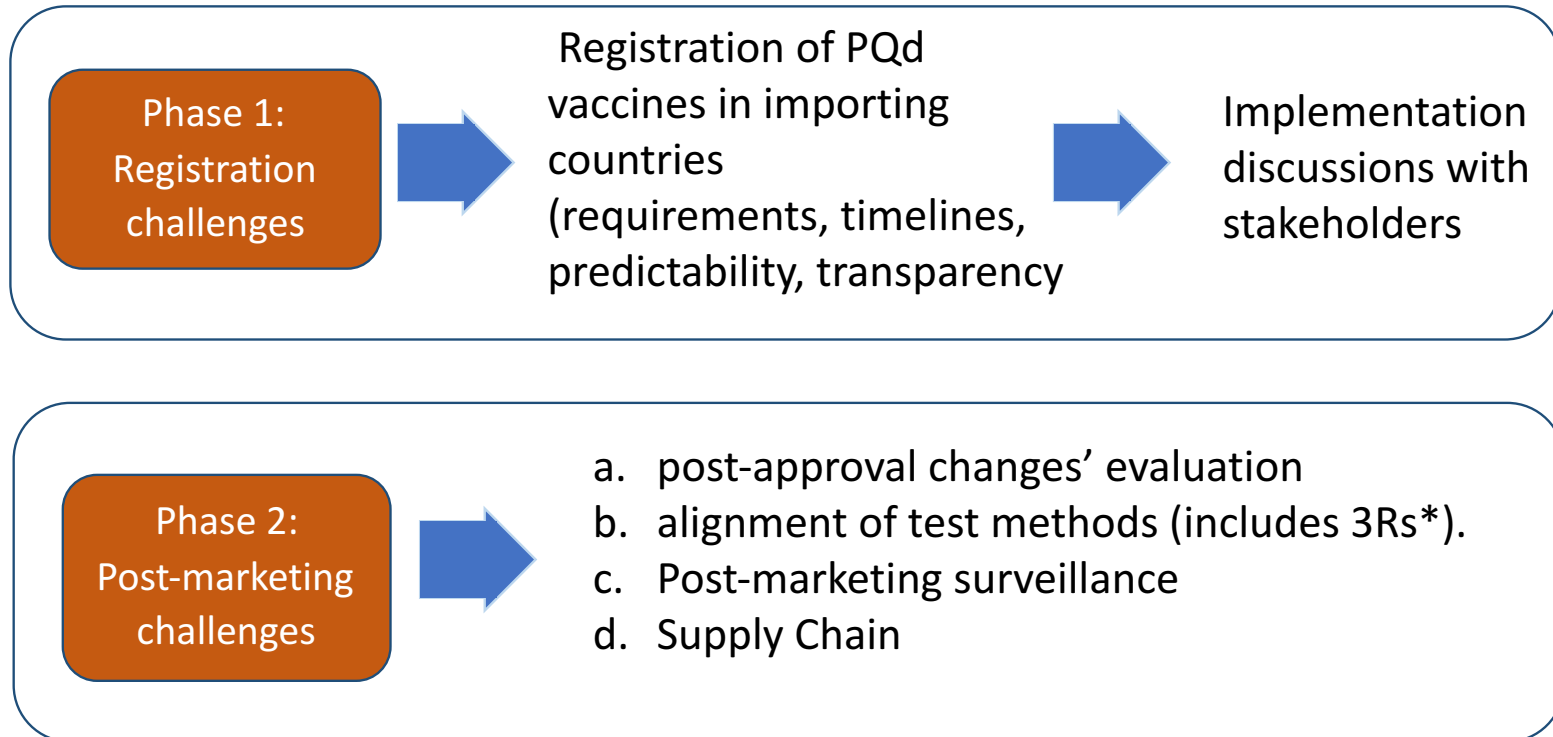 Phase 1:
Registration
challenges
Registration of PQd
vaccines in importing
countries
(requirements, timelines,
predictability, transparency
Implementation
discussions with
stakeholders
Phase 2:
Post-marketing
challenges
a. post-approval changes’ evaluation
b. alignment of test methods (includes 3Rs*).
c. Post-marketing surveillance
d. Supply Chain